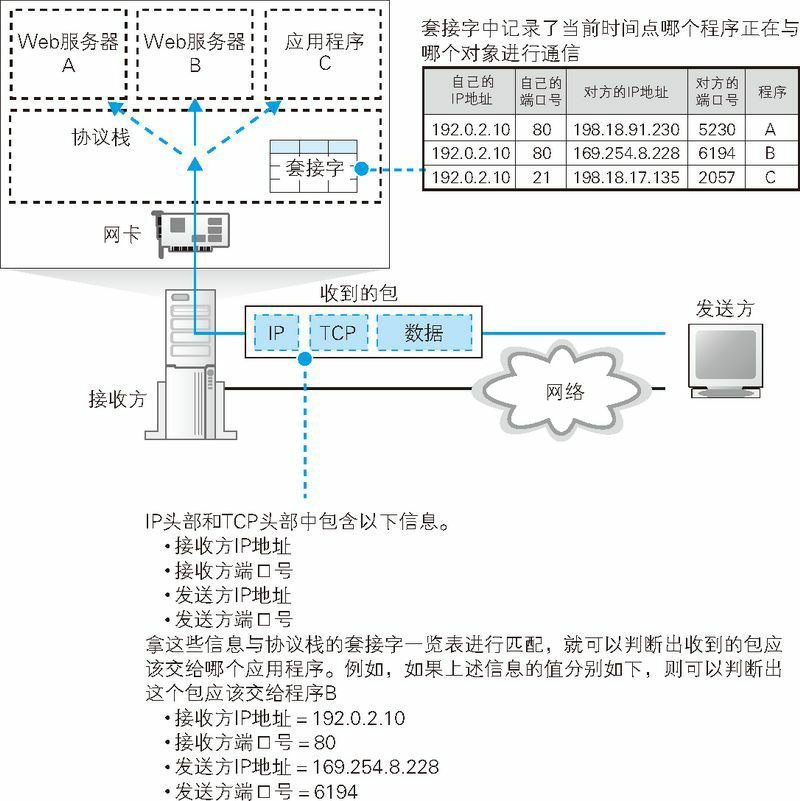 Web服务器
A
Web服务器
B
应用程序
C
协议栈
套接字
网卡
套接字中记录了当前时间点哪个程序正在与
哪个对象进行通信
自己的IP地址 自己的端口号 对方的IP地址 对方的端口号 程序
192.0.2.10 80 198.18.91.230 5230 A
192.0.2.10 80 169.254.8.228 6194 B
192.0.2.10 21 198.18.17.135 2057 C
收到的包
IP TCP 数据
发送方
接收方
网络
IP头部和TCP头部中包含以下信息。
•接收方IP地址
•接收方端口号
•发送方IP地址
•发送方端口号
拿这些信息与协议栈的套接字一览表进行匹配，就可以判断出收到的包应
该交给哪个应用程序。例如，如果上述信息的值分别如下，则可以判断出
这个包应该交给程序B
•接收方IP地址＝192.0.2.10
•接收方端口号＝80
•发送方IP地址＝169.254.8.228
•发送方端口号＝6194